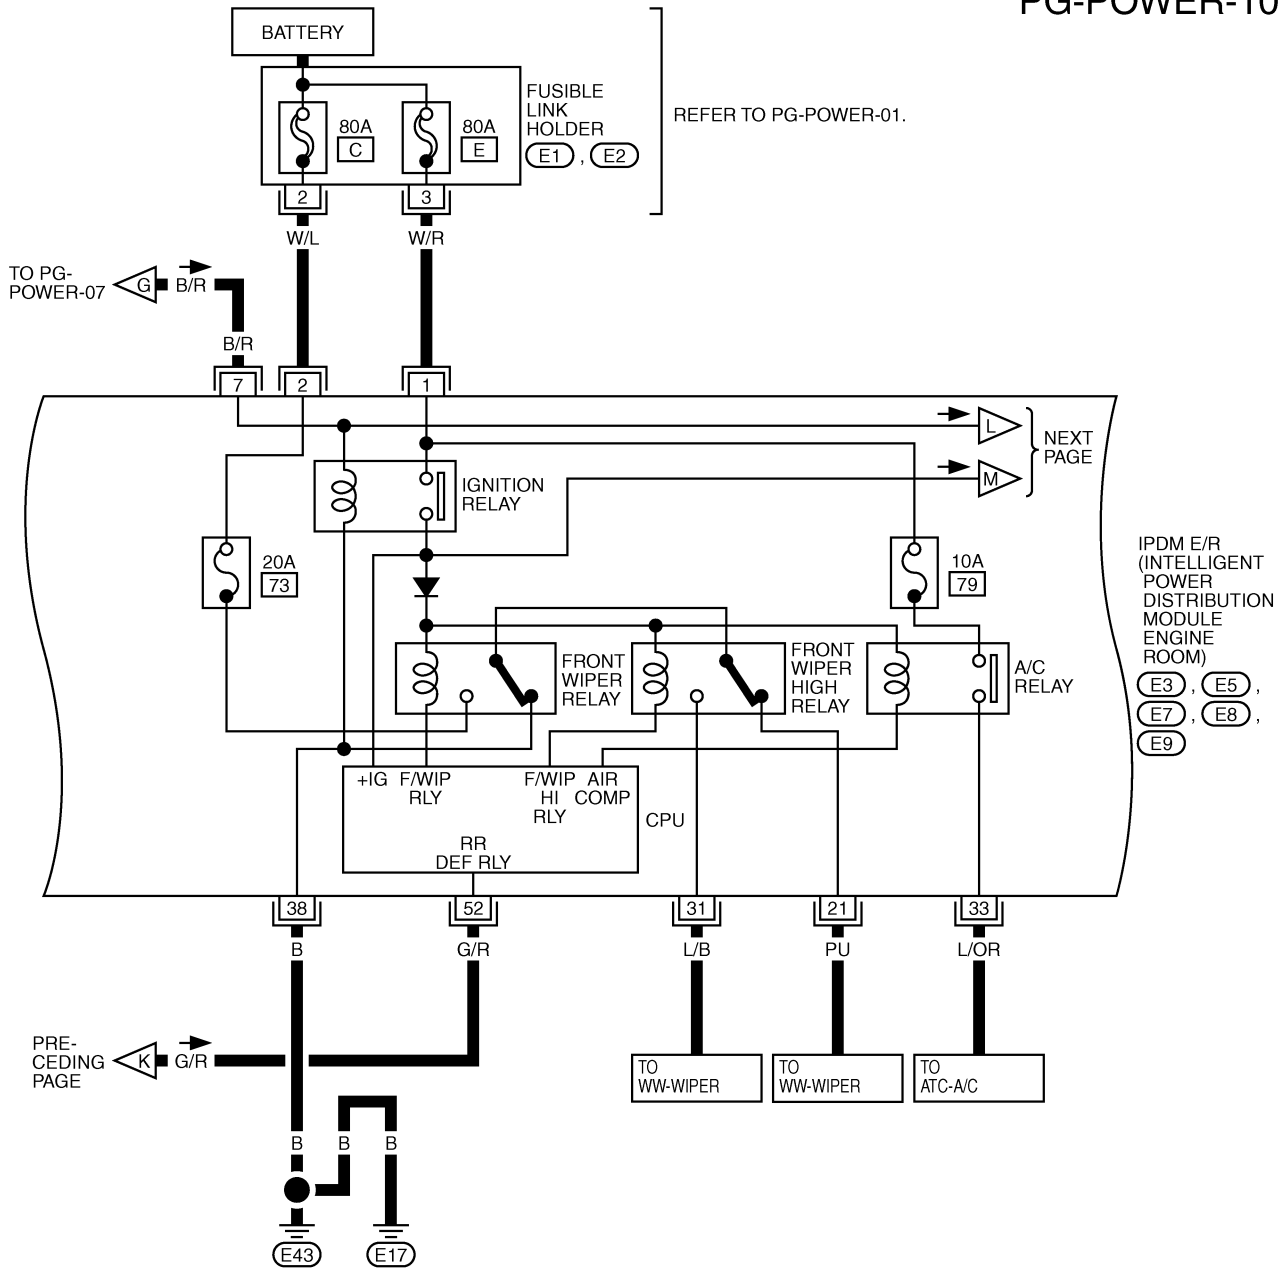 PG-POWER-10
BATTERY
FUSIBLE
LINK
HOLDER
E1 , E2
REFER TO PG-POWER-01.
80A
C
80A
E
2
3
W/L
W/R
TO PG-
POWER-07
G
B/R
B/R
7
2
1
L
M
NEXT
PAGE
IGNITION
RELAY
20A
73
10A
79
IPDM E/R
(INTELLIGENT
POWER
DISTRIBUTION
MODULE
ENGINE
ROOM)
E3 , E5 ,
E7 , E8 ,
E9
FRONT
WIPER
RELAY
FRONT
WIPER
HIGH
RELAY
A/C
RELAY
+IG
F/WIP
RLY
F/WIP
HI
RLY
AIR
COMP
CPU
RR
DEF RLY
38
52
31
21
33
B
G/R
L/B
PU
L/OR
PRE-
CEDING
PAGE
K
G/R
TO
WW-WIPER
TO
WW-WIPER
TO
ATC-A/C
B
B
B
E43
E17